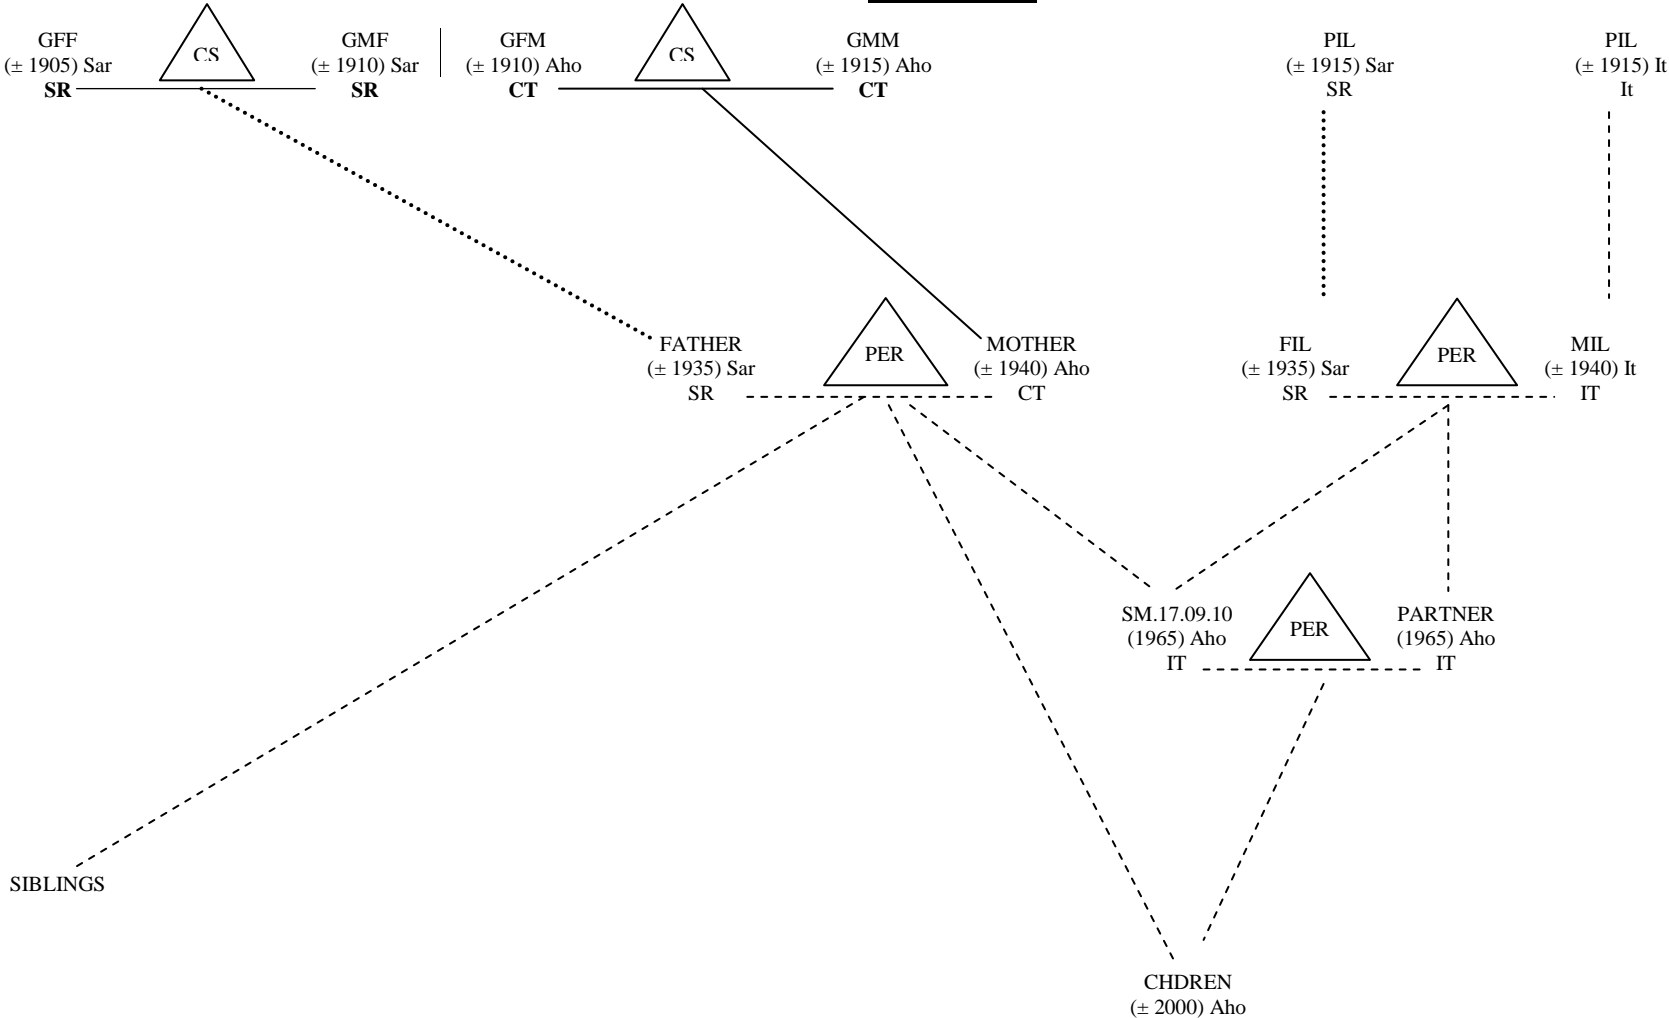 GFF
(± 1905) Sar
SR
CS
GMF
(± 1910) Sar
SR
GFM
(± 1910) Aho
CT
CS
GMM
(± 1915) Aho
CT
PIL
(± 1915) Sar
SR
PIL
(± 1915) It
It
FATHER
(± 1935) Sar
SR
PER
MOTHER
(± 1940) Aho
CT
FIL
(± 1935) Sar
SR
PER
MIL
(± 1940) It
IT
SM.17.09.10
(1965) Aho
IT
PER
PARTNER
(1965) Aho
IT
SIBLINGS
CHDREN
(± 2000) Aho